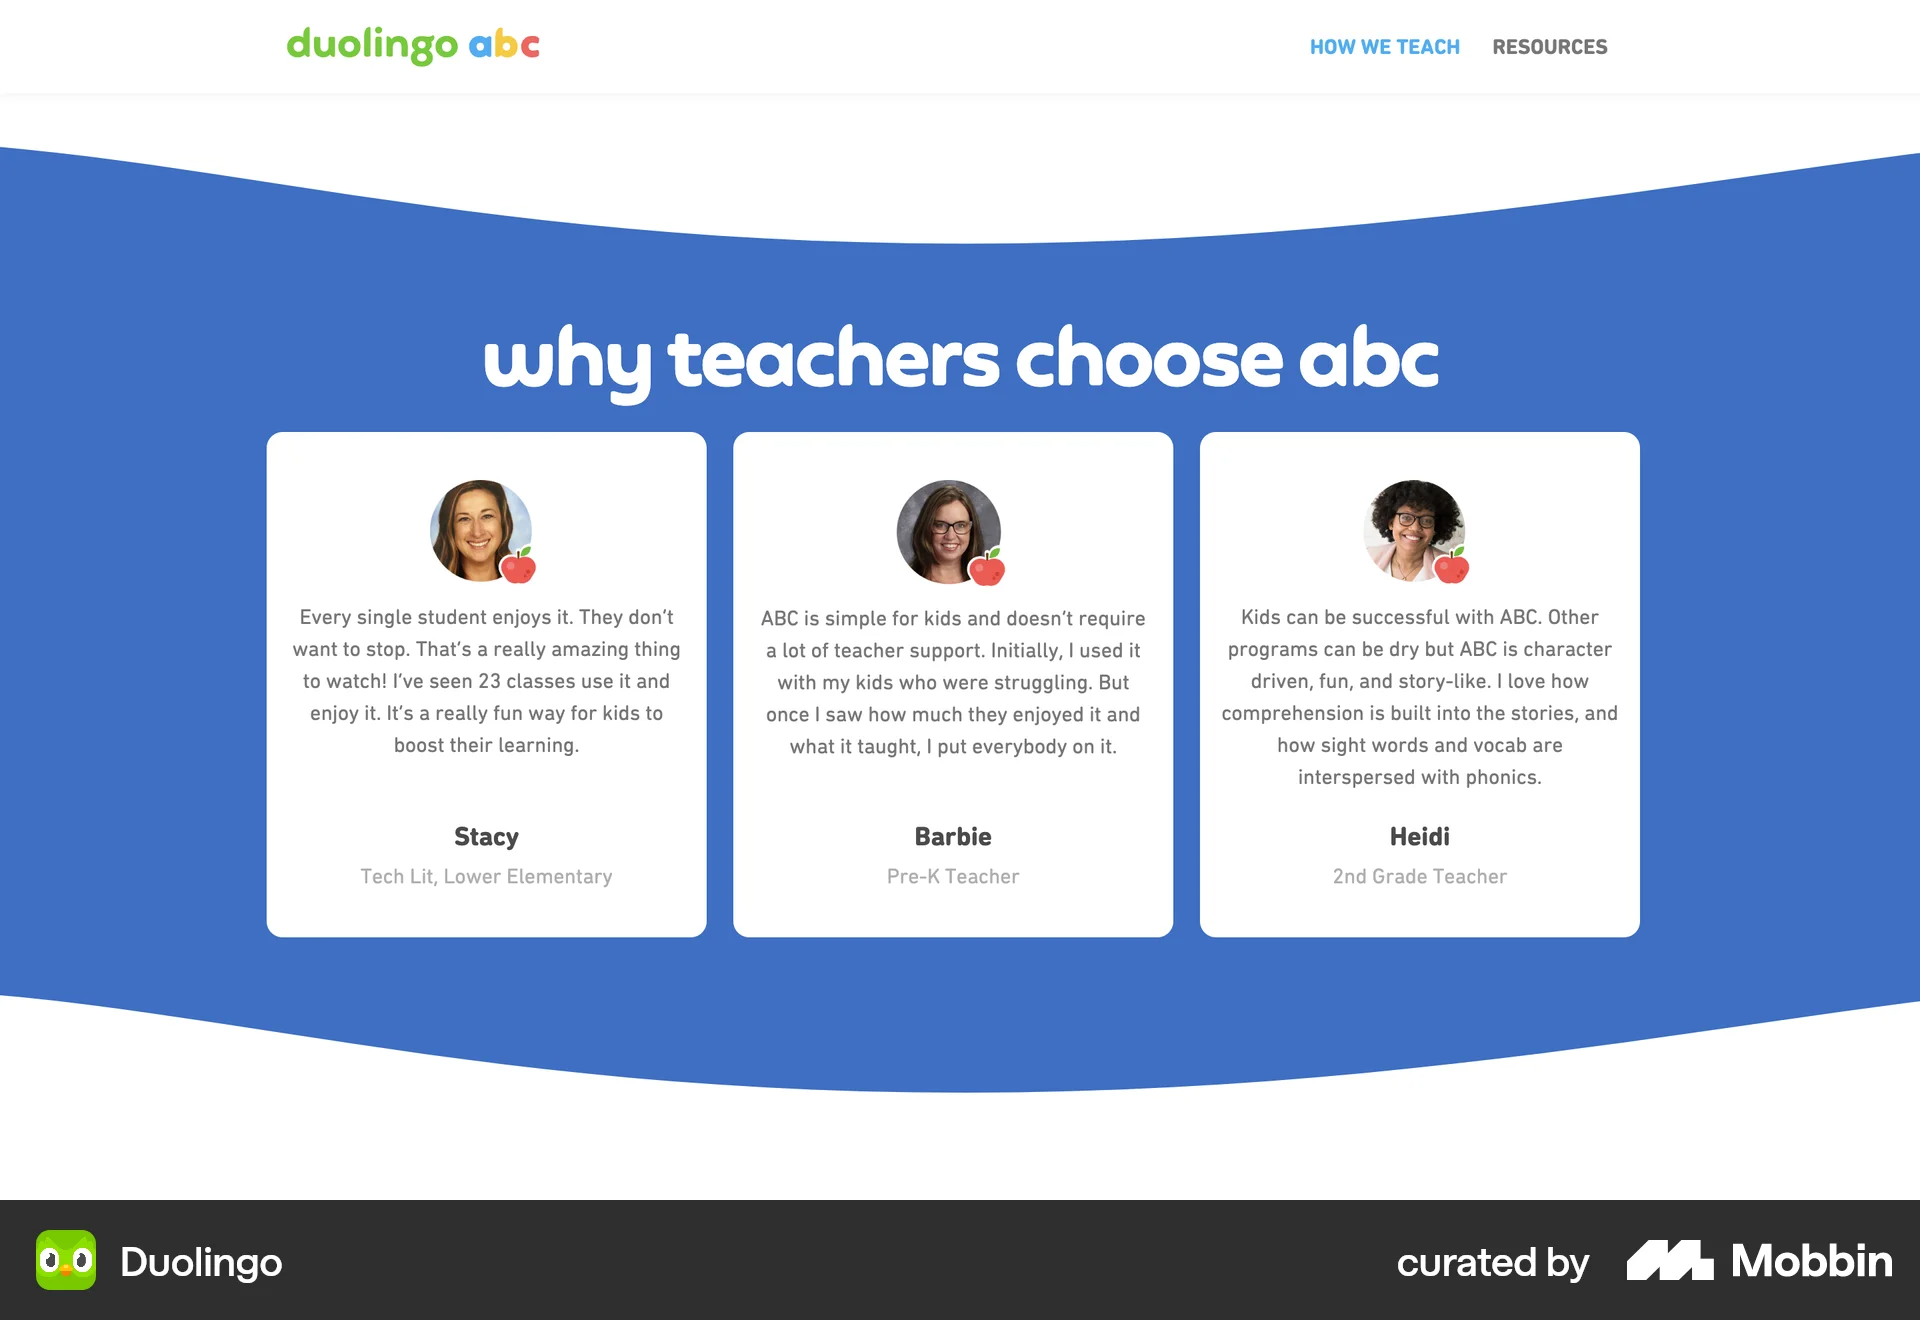 duolingo abc
HOW WE TEACH
RESOURCES
why teachers choose abc
Every single student enjoys it. They don’t
want to stop. That’s a really amazing thing
to watch! I’ve seen 23 classes use it and
enjoy it. It’s a really fun way for kids to
boost their learning.
Stacy
Tech Lit, Lower Elementary
ABC is simple for kids and doesn’t require
a lot of teacher support. Initially, I used it
with my kids who were struggling. But
once I saw how much they enjoyed it and
what it taught, I put everybody on it.
Barbie
Pre-K Teacher
Kids can be successful with ABC. Other
programs can be dry but ABC is character
driven, fun, and story-like. I love how
comprehension is built into the stories, and
how sight words and vocab are
interspersed with phonics.
Heidi
2nd Grade Teacher
Duolingo
curated by
Mobbin